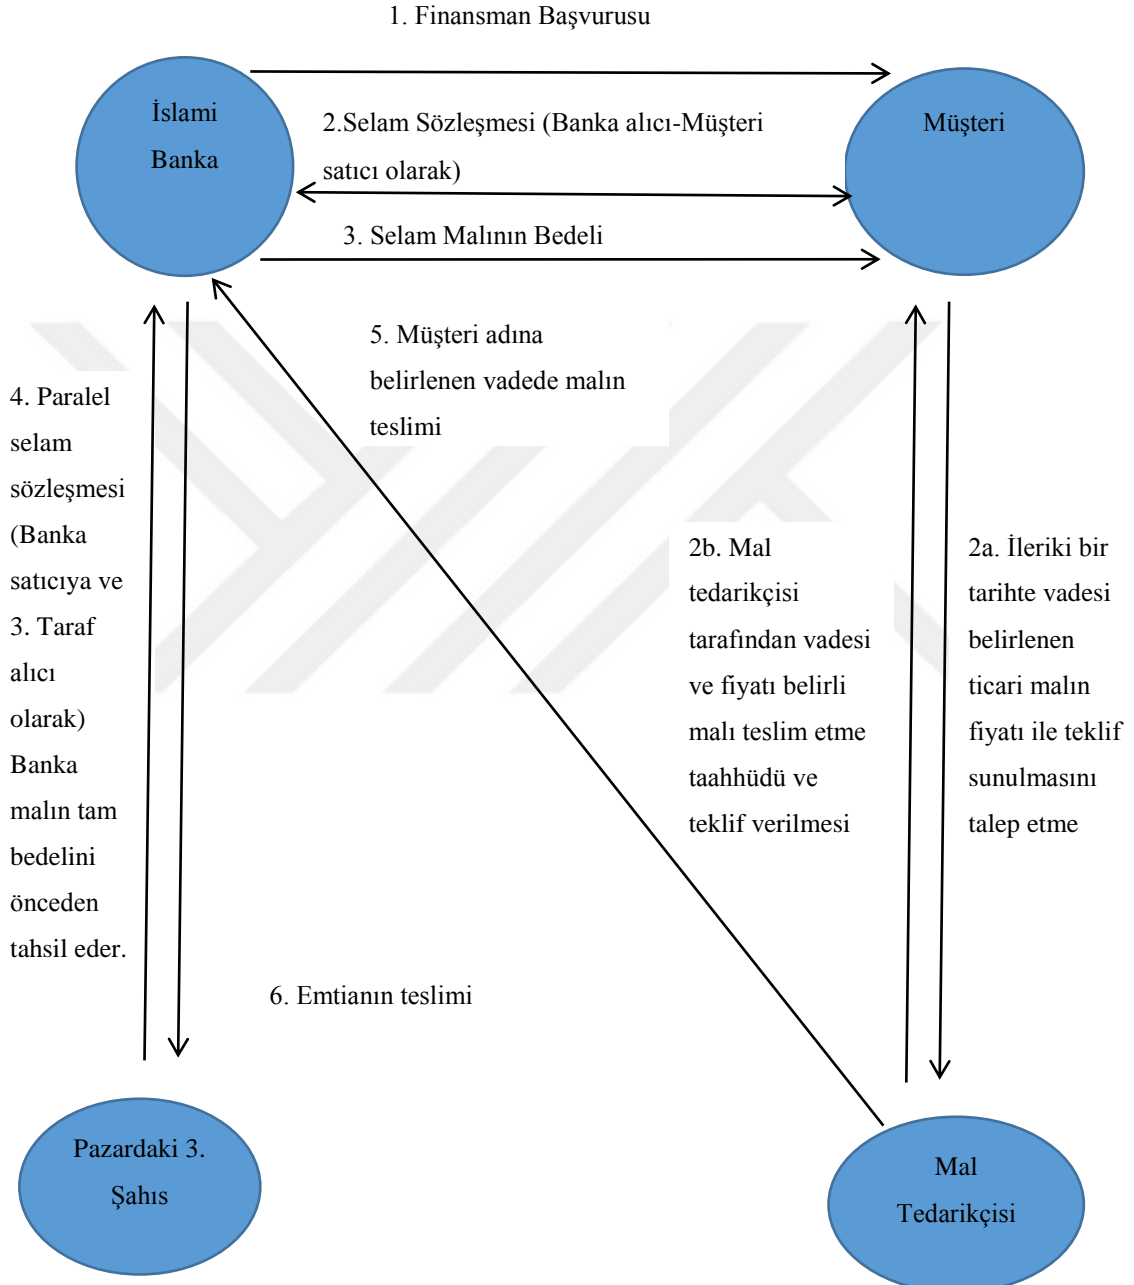 1. Finansman Başvurusu
İslami
Banka
2.Selam Sözleşmesi (Banka alıcı-Müşteri
satıcı olarak)
Müşteri
3. Selam Malının Bedeli
5. Müşteri adına
belirlenen vadede malın
teslimi
4. Paralel
selam
sözleşmesi
(Banka
satıcıya ve
3. Taraf
alıcı
olarak)
Banka
malın tam
bedelini
önceden
tahsil eder.
2b. Mal
tedarikçisi
tarafından vadesi
ve fiyatı belirli
malı teslim etme
taahhüdü ve
teklif verilmesi
2a. İleriki bir
tarihte vadesi
belirlenen
ticari malın
fiyatı ile teklif
sunulmasını
talep etme
6. Emtianın teslimi
Pazardaki 3.
Şahıs
Mal
Tedarikçisi